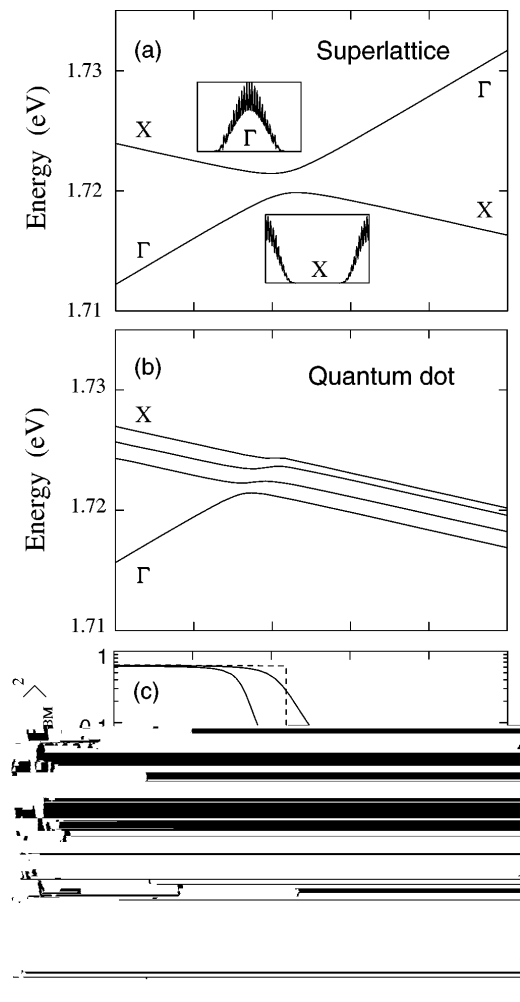 (a) Superlattice
1.73
Γ
X
Γ
Energy (eV)
1.72
X
X
Γ
1.71
(b)
1.73
Quantum dot
X
Energy (eV)
1.72
Γ
1.71
1
(c)
0.1